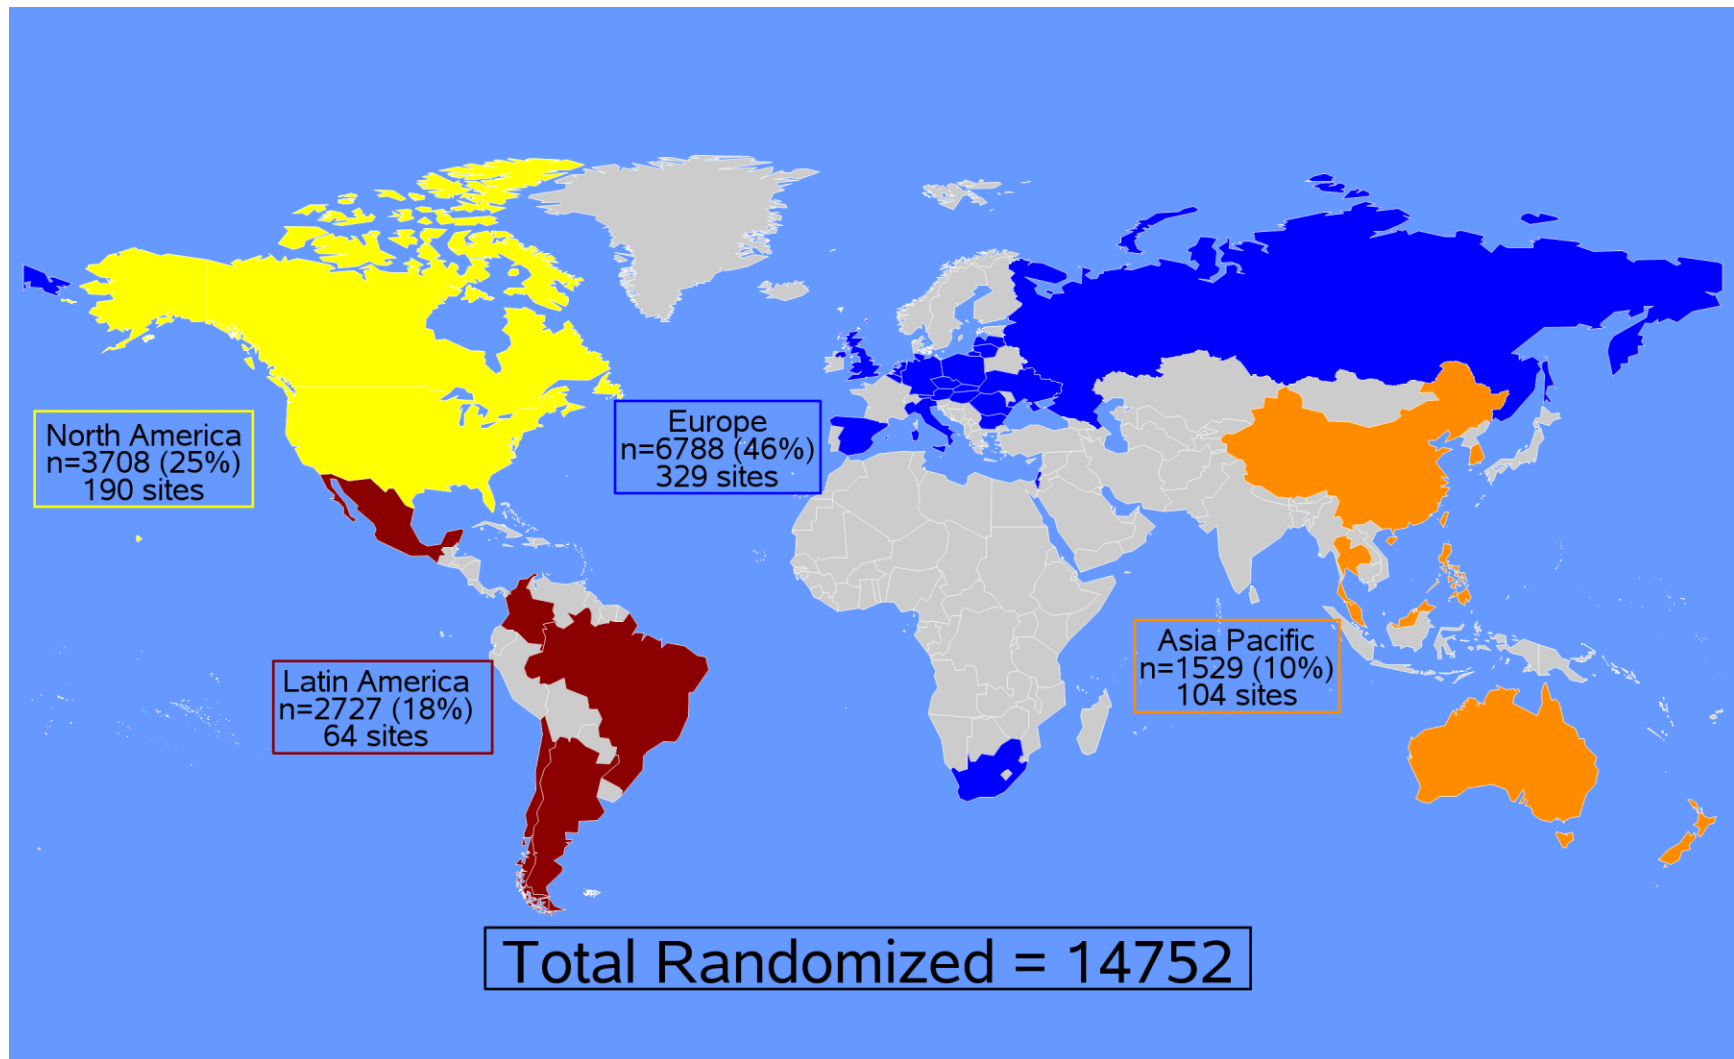 North America
n=3708 (25%)
190 sites
Europe
n=6788 (46%)
329 sites
Latin America
n=2727 (18%)
64 sites
Asia Pacific
n=1529 (10%)
104 sites
Total Randomized = 14752